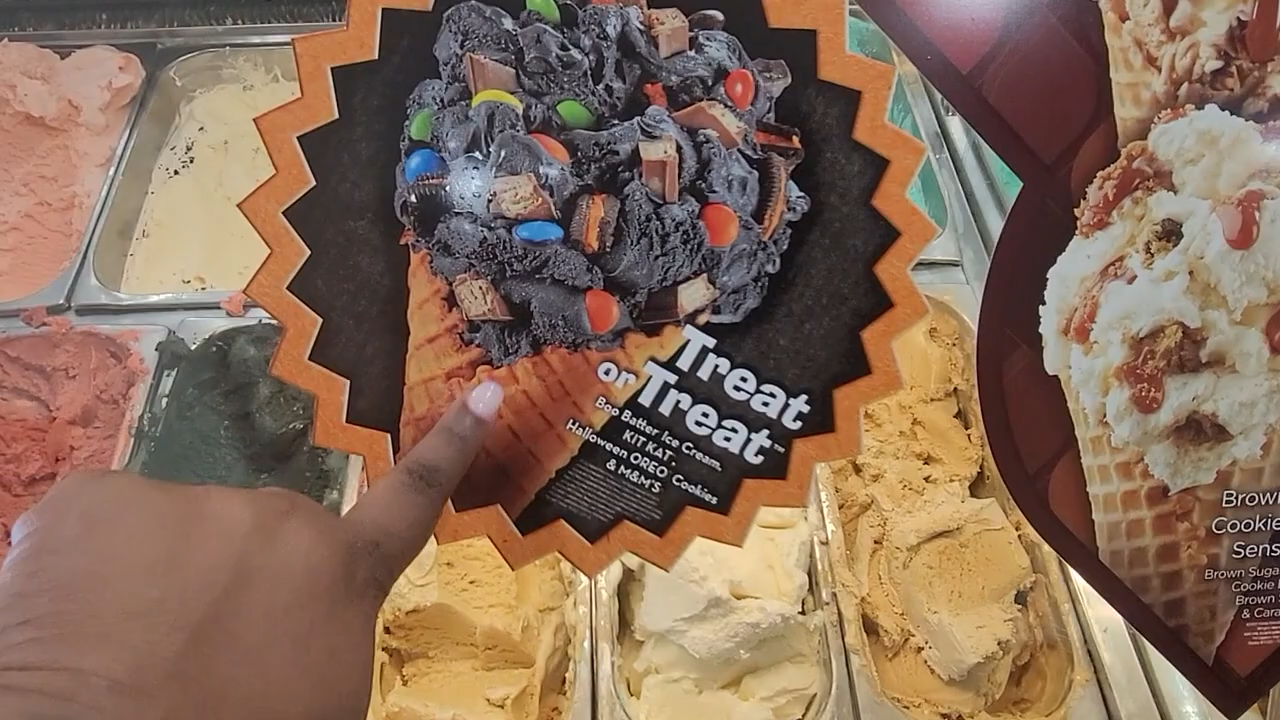 Treat
or Treat™
Boo Batter Ice Cream,
KIT KAT®,
Halloween OREO® Cookies
& M&M'S®
Brow
Cookie
Sens
Brown Suga
Cookie
Brown S
& Cara